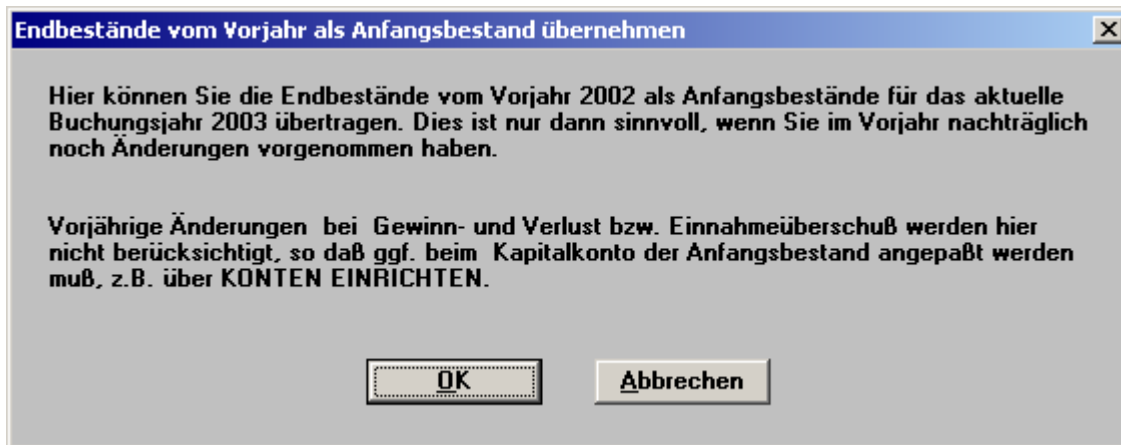 Endbestände vom Vorjahr als Anfangsbestand übernehmen
Hier können Sie die Endbestände vom Vorjahr 2002 als Anfangsbestände für das aktuelle
Buchungsjahr 2003 übertragen. Dies ist nur dann sinnvoll, wenn Sie im Vorjahr nachträglich
noch Änderungen vorgenommen haben.
Vorjährige Änderungen  bei  Gewinn- und Verlust bzw. Einnahmeüberschuß werden hier
nicht berücksichtigt, so daß ggf. beim  Kapitalkonto der Anfangsbestand angepaßt werden
muß, z.B. über KONTEN EINRICHTEN.
OK Abbrechen